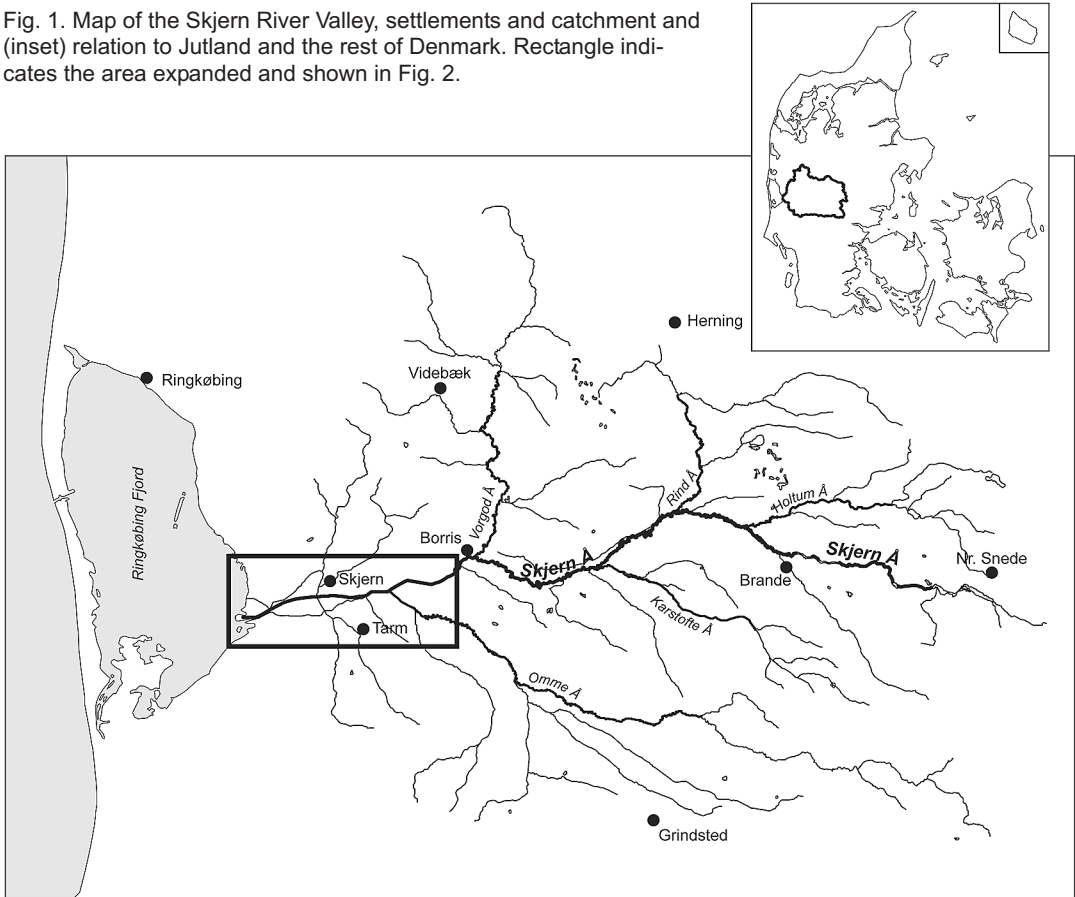 Fig. 1. Map of the Skjern River Valley, settlements and catchment and
(inset) relation to Jutland and the rest of Denmark. Rectangle indi-
cates the area expanded and shown in Fig. 2.
Herning
Ringkøbing
Videbæk
Ringkøbing Fjord
Vorgod Å
Rind Å
Holtum Å
Borris
Skjern Å
Skjern Å
Nr. Snede
Brande
Skjern
Karstofte Å
Tarm
Omme Å
Grindsted